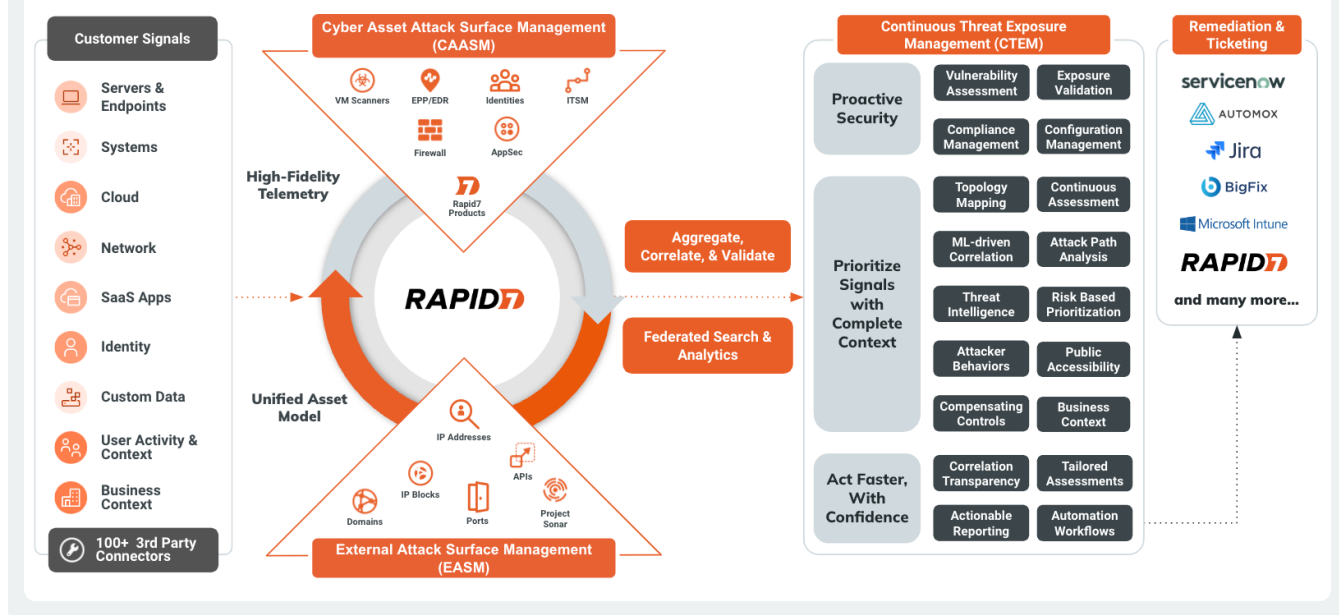 Customer Signals
Servers &
Endpoints
Systems
Cloud
Network
SaaS Apps
Identity
Custom Data
User Activity &
Context
Business
Context
100+ 3rd Party
Connectors
Cyber Asset Attack Surface Management
(CAASM)
VM Scanners
EPP/EDR
Identities
ITSM
Firewall
AppSec
Rapid7
Products
High-Fidelity
Telemetry
RAPID7
Unified Asset
Model
IP Addresses
APIs
IP Blocks
Domains
Ports
Project
Sonar
External Attack Surface Management
(EASM)
Aggregate,
Correlate, & Validate
Federated Search &
Analytics
Continuous Threat Exposure
Management (CTEM)
Proactive
Security
Vulnerability
Assessment
Exposure
Validation
Compliance
Management
Configuration
Management
Prioritize
Signals
with
Complete
Context
Topology
Mapping
Continuous
Assessment
ML-driven
Correlation
Attack Path
Analysis
Threat
Intelligence
Risk Based
Prioritization
Attacker
Behaviors
Public
Accessibility
Compensating
Controls
Business
Context
Act Faster,
With
Confidence
Correlation
Transparency
Tailored
Assessments
Actionable
Reporting
Automation
Workflows
Remediation &
Ticketing
servicenow
AUTOMOX
Jira
BigFix
Microsoft Intune
RAPID7
and many more...